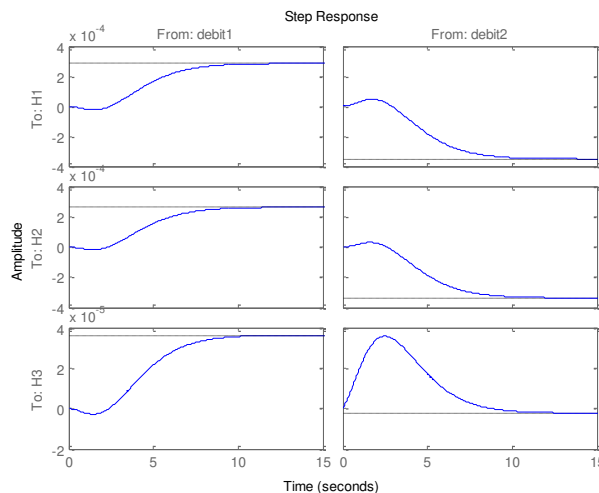 Step Response
From: debit1
From: debit2
x 10⁻⁴
4
2
0
-2
-4
To: H1
x 10⁻⁴
4
2
0
-2
-4
To: H2
Amplitude
x 10⁻⁵
4
2
0
-2
To: H3
0
5
10
15
0
5
10
15
Time (seconds)